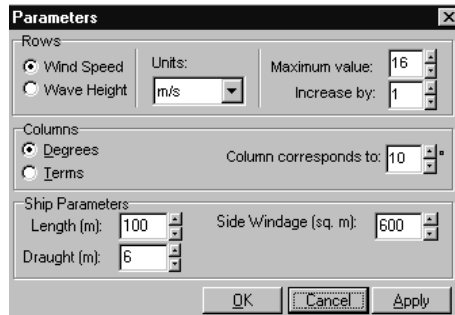 Parameters
Rows
Wind Speed
Wave Height
Units:
m/s
Maximum value: 16
Increase by: 1
Columns
Degrees
Terms
Column corresponds to: 10 °
Ship Parameters
Length (m): 100
Draught (m): 6
Side Windage (sq. m): 600
OK Cancel Apply